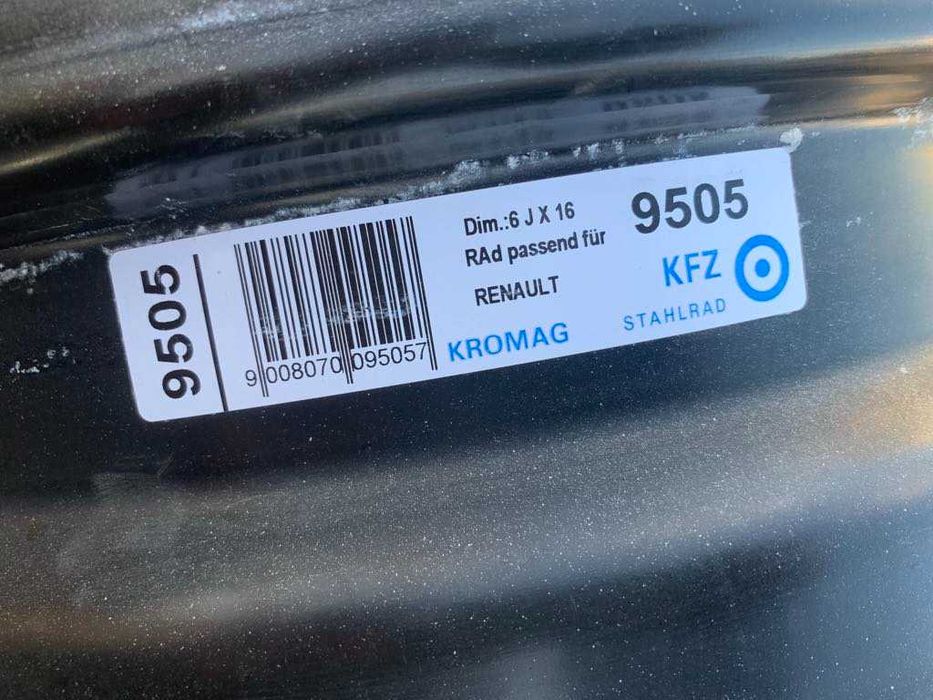 9505
9 008070 095057
Dim.:6 J X 16
RAd passend für
RENAULT
KROMAG
9505
KFZ
STAHLRAD